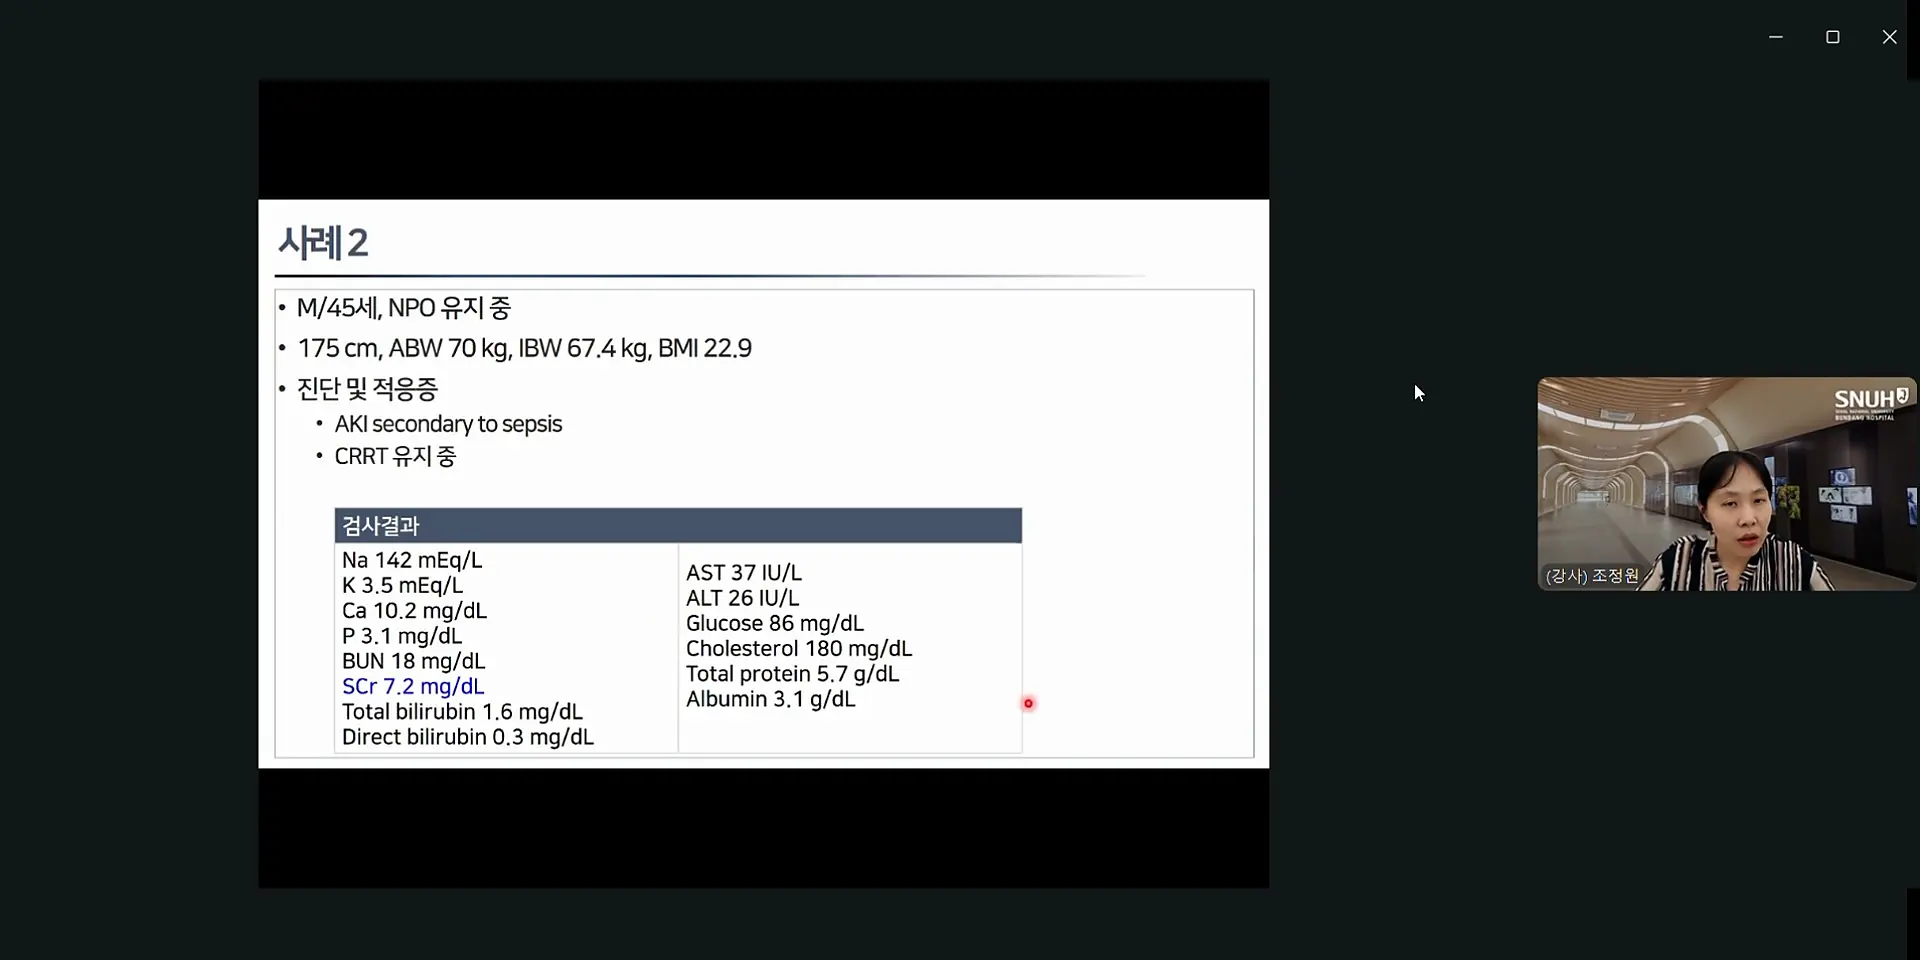 사례 2
• M/45세, NPO 유지 중
• 175 cm, ABW 70 kg, IBW 67.4 kg, BMI 22.9
• 진단 및 적응증
• AKI secondary to sepsis
• CRRT 유지 중
검사결과
Na 142 mEq/L
K 3.5 mEq/L
Ca 10.2 mg/dL
P 3.1 mg/dL
BUN 18 mg/dL
SCr 7.2 mg/dL
Total bilirubin 1.6 mg/dL
Direct bilirubin 0.3 mg/dL
AST 37 IU/L
ALT 26 IU/L
Glucose 86 mg/dL
Cholesterol 180 mg/dL
Total protein 5.7 g/dL
Albumin 3.1 g/dL
SNUH
SEOUL NATIONAL UNIVERSITY
BUNDANG HOSPITAL
(강사) 조정원